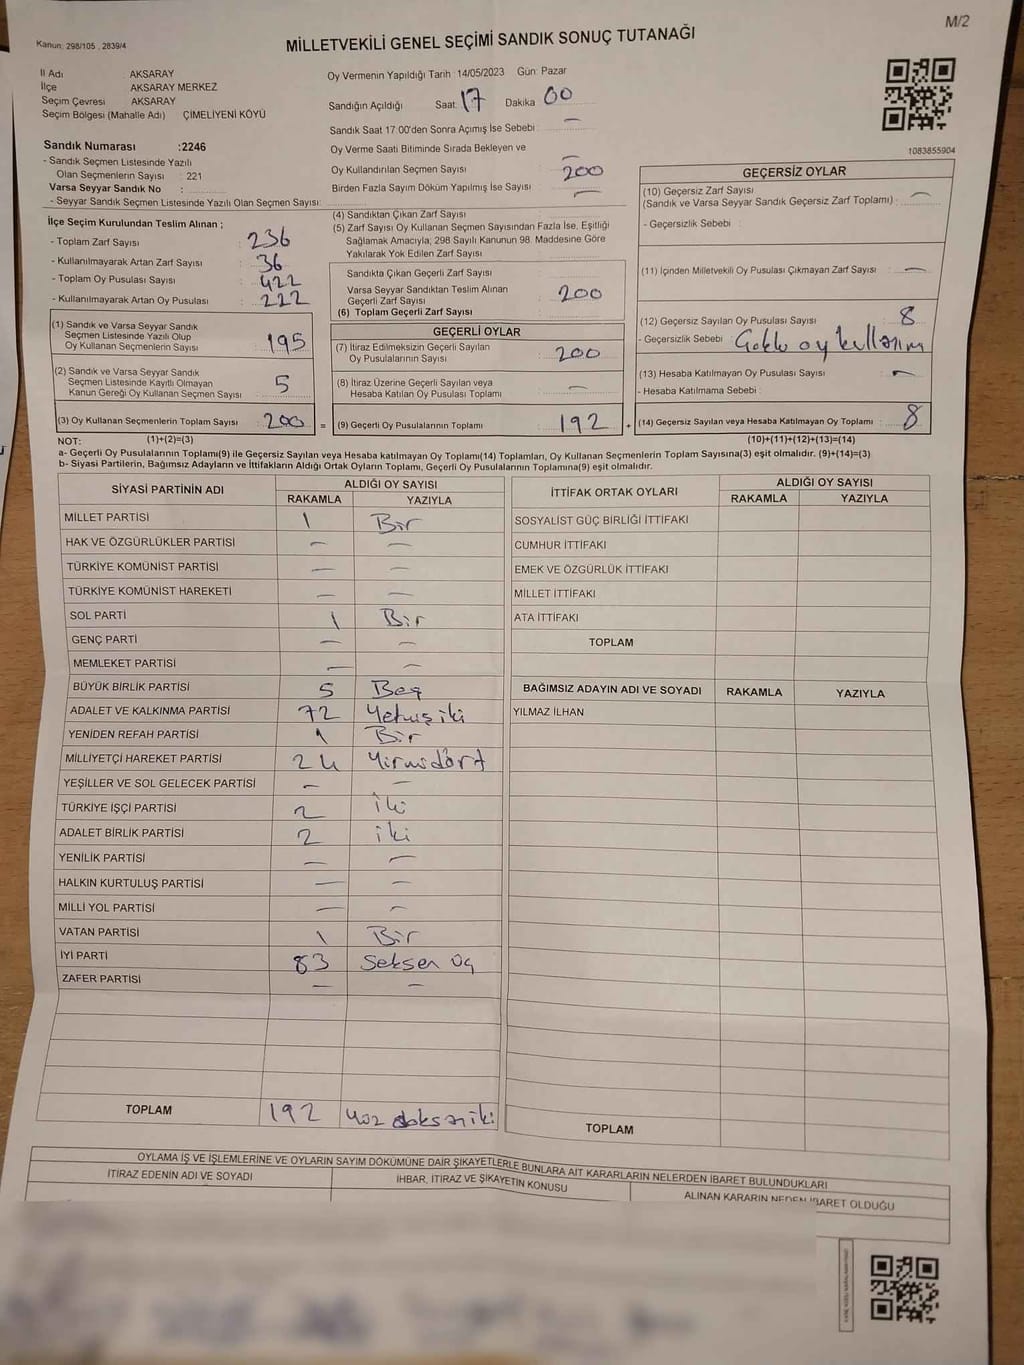 M/2
Kanun: 298/105 , 2839/4
MİLLETVEKİLİ GENEL SEÇİMİ SANDIK SONUÇ TUTANAĞI
İl Adı AKSARAY
İlçe AKSARAY MERKEZ
Seçim Çevresi AKSARAY
Seçim Bölgesi (Mahalle Adı) ÇİMELİYENİ KÖYÜ
Sandık Numarası :2246
- Sandık Seçmen Listesinde Yazılı
Olan Seçmenlerin Sayısı : 221
Varsa Seyyar Sandık No :
- Seyyar Sandık Seçmen Listesinde Yazılı Olan Seçmen Sayısı:
Oy Vermenin Yapıldığı Tarih :14/05/2023 Gün: Pazar
Sandığın Açıldığı Saat: 17 Dakika 00
Sandık Saat 17:00'den Sonra Açımış İse Sebebi : —
Oy Verme Saati Bitiminde Sırada Bekleyen ve —
Oy Kullandırılan Seçmen Sayısı 200
Birden Fazla Sayım Döküm Yapılmış İse Sayısı —
1083855904
İlçe Seçim Kurulundan Teslim Alınan ;
- Toplam Zarf Sayısı : 236
- Kullanılmayarak Artan Zarf Sayısı : 36
- Toplam Oy Pusulası Sayısı : 422
- Kullanılmayarak Artan Oy Pusulası : 222
(1) Sandık ve Varsa Seyyar Sandık
Seçmen Listesinde Yazılı Olup
Oy Kullanan Seçmenlerin Sayısı : 195
(2) Sandık ve Varsa Seyyar Sandık
Seçmen Listesinde Kayıtlı Olmayan
Kanun Gereği Oy Kullanan Seçmen Sayısı : 5
(3) Oy Kullanan Seçmenlerin Toplam Sayısı : 200 =
(4) Sandıktan Çıkan Zarf Sayısı
(5) Zarf Sayısı Oy Kullanan Seçmen Sayısından Fazla İse, Eşitliği
Sağlamak Amacıyla, 298 Sayılı Kanunun 98. Maddesine Göre
Yakılarak Yok Edilen Zarf Sayısı
Sandıkta Çıkan Geçerli Zarf Sayısı :
Varsa Seyyar Sandıktan Teslim Alınan
Geçerli Zarf Sayısı : 200
(6) Toplam Geçerli Zarf Sayısı :
GEÇERLİ OYLAR
(7) İtiraz Edilmeksizin Geçerli Sayılan
Oy Pusulalarının Sayısı : 200
(8) İtiraz Üzerine Geçerli Sayılan veya
Hesaba Katılan Oy Pusulası Toplamı : —
(9) Geçerli Oy Pusulalarının Toplamı : 192 +
GEÇERSİZ OYLAR
(10) Geçersiz Zarf Sayısı —
(Sandık ve Varsa Seyyar Sandık Geçersiz Zarf Toplamı) :
- Geçersizlik Sebebi :
(11) İçinden Milletvekili Oy Pusulası Çıkmayan Zarf Sayısı : —
(12) Geçersiz Sayılan Oy Pusulası Sayısı : 8
- Geçersizlik Sebebi : oy kullanım
(13) Hesaba Katılmayan Oy Pusulası Sayısı : —
- Hesaba Katılmama Sebebi :
(14) Geçersiz Sayılan veya Hesaba Katılmayan Oy Toplamı : 8
NOT: (1)+(2)=(3)
(10)+(11)+(12)+(13)=(14)
a- Geçerli Oy Pusulalarının Toplamı(9) ile Geçersiz Sayılan veya Hesaba Katılmayan Oy Toplamı(14) Toplamları, Oy Kullanan Seçmenlerin Toplam Sayısına(3) eşit olmalıdır. (9)+(14)=(3)
b- Siyasi Partilerin, Bağımsız Adayların ve İttifakların Aldığı Ortak Oyların Toplamı, Geçerli Oy Pusulalarının Toplamına(9) eşit olmalıdır.
SİYASİ PARTİNİN ADI ALDIĞI OY SAYISI
RAKAMLA YAZIYLA
MİLLET PARTİSİ 1 Bir
HAK VE ÖZGÜRLÜKLER PARTİSİ — —
TÜRKİYE KOMÜNİST PARTİSİ — —
TÜRKİYE KOMÜNİST HAREKETİ — —
SOL PARTİ 1 Bir
GENÇ PARTİ — —
MEMLEKET PARTİSİ — —
BÜYÜK BİRLİK PARTİSİ 5 Beş
ADALET VE KALKINMA PARTİSİ 72 Yetmiş iki
YENİDEN REFAH PARTİSİ 1 Bir
MİLLİYETÇİ HAREKET PARTİSİ 24 Yirmidört
YEŞİLLER VE SOL GELECEK PARTİSİ — —
TÜRKİYE İŞÇİ PARTİSİ 2 iki
ADALET BİRLİK PARTİSİ 2 iki
YENİLİK PARTİSİ — —
HALKIN KURTULUŞ PARTİSİ — —
MİLLİ YOL PARTİSİ — —
VATAN PARTİSİ 1 Bir
İYİ PARTİ 83 Seksen üç
ZAFER PARTİSİ — —
TOPLAM 192 Yüz doksan iki
İTTİFAK ORTAK OYLARI ALDIĞI OY SAYISI
RAKAMLA YAZIYLA
SOSYALİST GÜÇ BİRLİĞİ İTTİFAKI
CUMHUR İTTİFAKI
EMEK VE ÖZGÜRLÜK İTTİFAKI
MİLLET İTTİFAKI
ATA İTTİFAKI
TOPLAM
BAĞIMSIZ ADAYIN ADI VE SOYADI RAKAMLA YAZIYLA
YILMAZ İLHAN
TOPLAM
OYLAMA İŞ VE İŞLEMLERİNE VE OYLARIN SAYIM DÖKÜMÜNE DAİR ŞİKAYETLERLE BUNLARA AİT KARARLARIN NELERDEN İBARET BULUNDUKLARI
İTİRAZ EDENİN ADI VE SOYADI İHBAR, İTİRAZ VE ŞİKAYETİN KONUSU ALINAN KARARIN NEDEN İBARET OLDUĞU